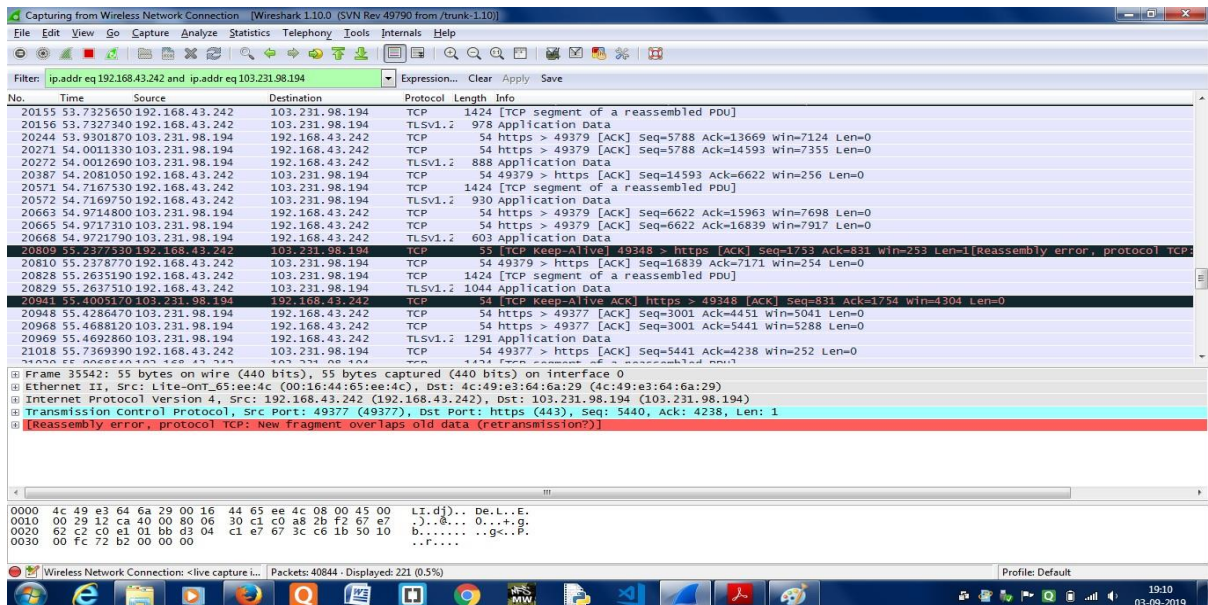 Capturing from Wireless Network Connection [Wireshark 1.10.0 (SVN Rev 49790 from /trunk-1.10)]
File Edit View Go Capture Analyze Statistics Telephony Tools Internals Help
Filter: ip.addr eq 192.168.43.242 and ip.addr eq 103.231.98.194 Expression... Clear Apply Save
No. Time Source Destination Protocol Length Info
20155 53.7325650 192.168.43.242 103.231.98.194 TCP 1424 [TCP segment of a reassembled PDU]
20156 53.7327340 192.168.43.242 103.231.98.194 TLSv1.2 978 Application Data
20244 53.9301870 103.231.98.194 192.168.43.242 TCP 54 https > 49379 [ACK] Seq=5788 Ack=13669 Win=7124 Len=0
20271 54.0011330 103.231.98.194 192.168.43.242 TCP 54 https > 49379 [ACK] Seq=5788 Ack=14593 Win=7355 Len=0
20272 54.0012690 103.231.98.194 192.168.43.242 TLSv1.2 888 Application Data
20387 54.2081050 192.168.43.242 103.231.98.194 TCP 54 49379 > https [ACK] Seq=14593 Ack=6622 Win=256 Len=0
20571 54.7167530 192.168.43.242 103.231.98.194 TCP 1424 [TCP segment of a reassembled PDU]
20572 54.7169750 192.168.43.242 103.231.98.194 TLSv1.2 930 Application Data
20663 54.9714800 103.231.98.194 192.168.43.242 TCP 54 https > 49379 [ACK] Seq=6622 Ack=15963 Win=7698 Len=0
20665 54.9717310 103.231.98.194 192.168.43.242 TCP 54 https > 49379 [ACK] Seq=6622 Ack=16839 Win=7917 Len=0
20668 54.9721790 103.231.98.194 192.168.43.242 TLSv1.2 603 Application Data
20809 55.2377530 192.168.43.242 103.231.98.194 TCP 55 [TCP Keep-Alive] 49348 > https [ACK] Seq=1753 Ack=831 Win=253 Len=1[Reassembly error, protocol TCP:
20810 55.2378770 192.168.43.242 103.231.98.194 TCP 54 49379 > https [ACK] Seq=16839 Ack=7171 Win=254 Len=0
20828 55.2635190 192.168.43.242 103.231.98.194 TCP 1424 [TCP segment of a reassembled PDU]
20829 55.2637510 192.168.43.242 103.231.98.194 TLSv1.2 1044 Application Data
20941 55.4005170 103.231.98.194 192.168.43.242 TCP 54 [TCP Keep-Alive ACK] https > 49348 [ACK] Seq=831 Ack=1754 Win=4304 Len=0
20948 55.4286470 103.231.98.194 192.168.43.242 TCP 54 https > 49377 [ACK] Seq=3001 Ack=4451 Win=5041 Len=0
20968 55.4688120 103.231.98.194 192.168.43.242 TCP 54 https > 49377 [ACK] Seq=3001 Ack=5441 Win=5288 Len=0
20969 55.4692860 103.231.98.194 192.168.43.242 TLSv1.2 1291 Application Data
21018 55.7369390 192.168.43.242 103.231.98.194 TCP 54 49377 > https [ACK] Seq=5441 Ack=4238 Win=252 Len=0
Frame 35542: 55 bytes on wire (440 bits), 55 bytes captured (440 bits) on interface 0
Ethernet II, Src: Lite-OnT_65:ee:4c (00:16:44:65:ee:4c), Dst: 4c:49:e3:64:6a:29 (4c:49:e3:64:6a:29)
Internet Protocol Version 4, Src: 192.168.43.242 (192.168.43.242), Dst: 103.231.98.194 (103.231.98.194)
Transmission Control Protocol, Src Port: 49377 (49377), Dst Port: https (443), Seq: 5440, Ack: 4238, Len: 1
[Reassembly error, protocol TCP: New fragment overlaps old data (retransmission?)]
0000 4c 49 e3 64 6a 29 00 16 44 65 ee 4c 08 00 45 00 LI.dj).. De.L..E.
0010 00 29 12 ca 40 00 80 06 30 c1 c0 a8 2b f2 67 e7 .)..@... 0...+.g.
0020 62 c2 c0 e1 01 bb d3 04 c1 e7 67 3c c6 1b 50 10 b....... ..g<..P.
0030 00 fc 72 b2 00 00 00 ..r....
Wireless Network Connection: <live capture i... Packets: 40844 · Displayed: 221 (0.5%) Profile: Default
NFS MW
19:10
03-09-2019